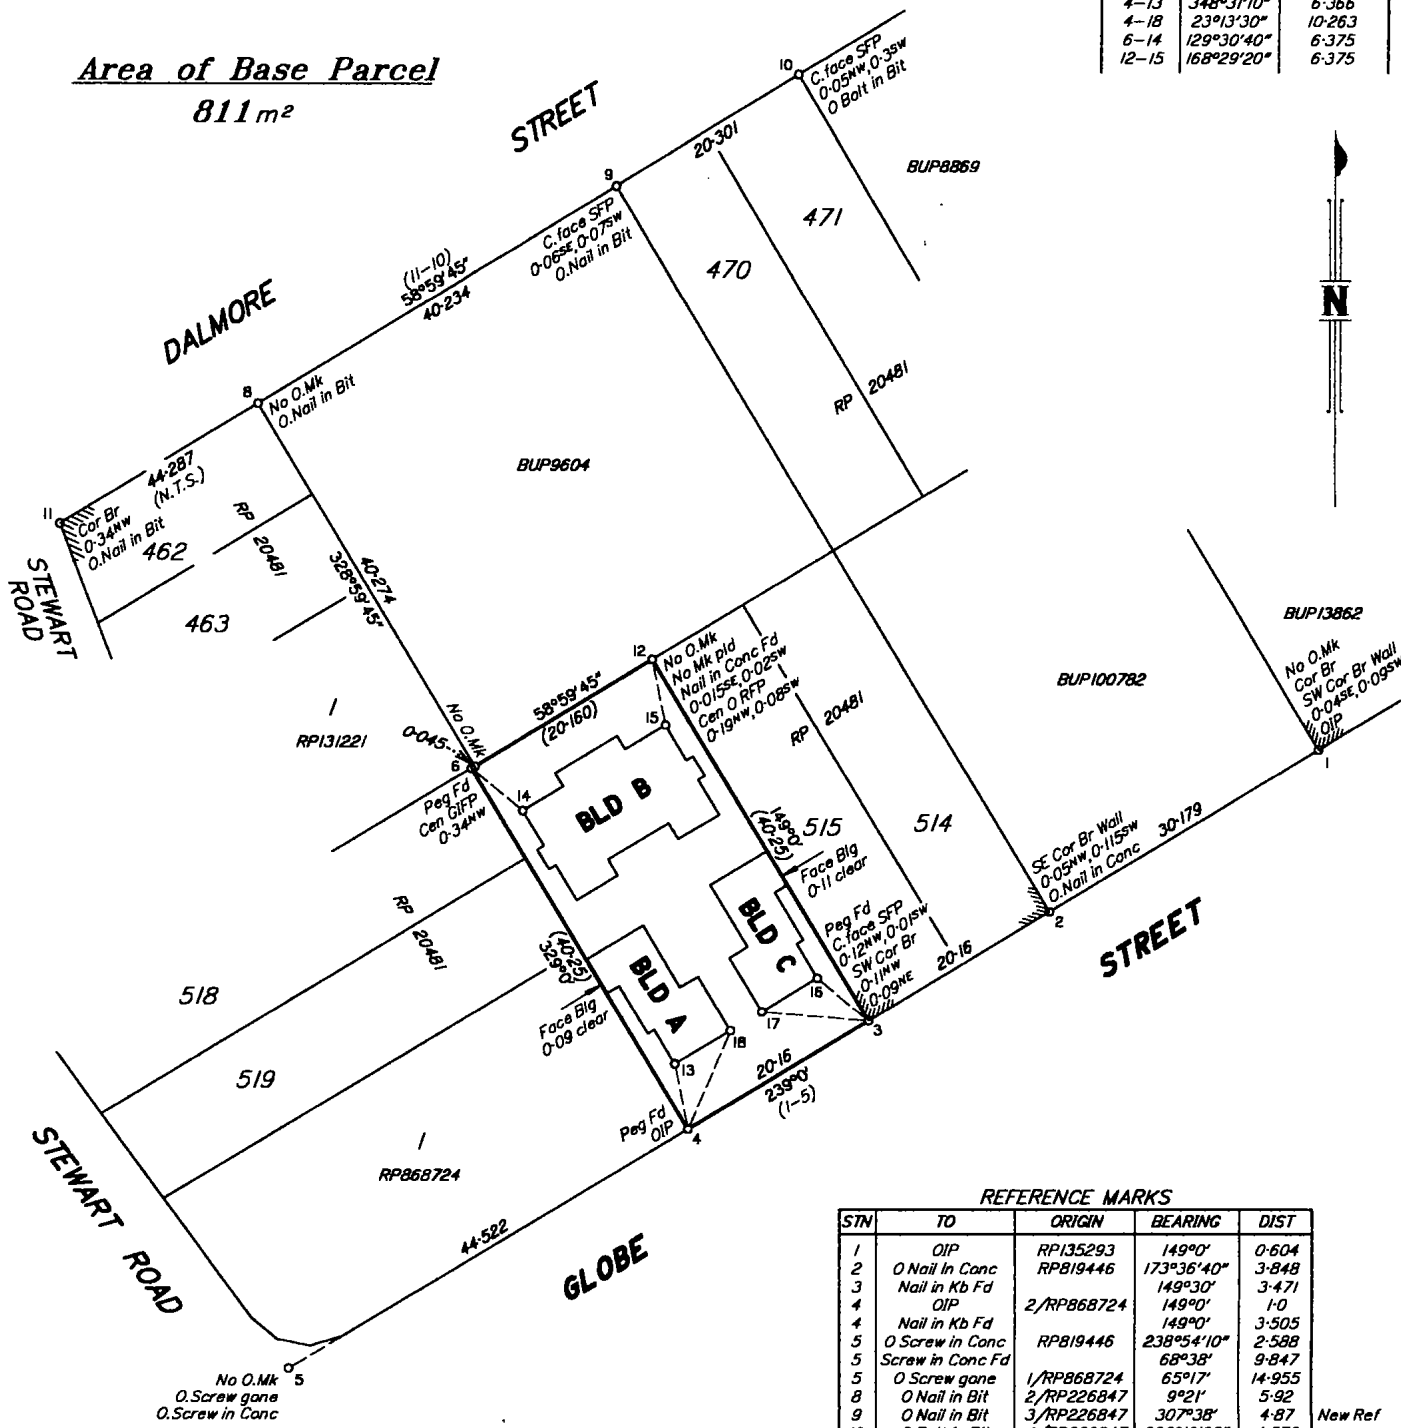 Area of Base Parcel
811 m²
4-13 348°31'10" 6·366
4-18 23°13'30" 10·263
6-14 129°30'40" 6·375
12-15 168°29'20" 6·375
N
DALMORE STREET
10
C.face SFP
0·05NW,0·3SW
O Bolt in Bit
20·301
BUP8869
471
470
RP 20481
9
C.face SFP
0·06SE,0·07SW
O.Nail in Bit
(11-10)
58°59'45"
40·234
8
No O.Mk
O.Nail in Bit
44·287
(N.T.S.)
11
Cor Br
0·34NW
O.Nail in Bit
462
RP 20481
463
STEWART
ROAD
BUP9604
40·274
328°59'45"
1
RP131221
0·045
6
No O.Mk
Peg Fd
Cen GIFP
0·34NW
58°59'45"
(20·160)
12
No O.Mk
No Mk pld
Nail in Conc Fd
0·015SE,0·02SW
Cen O RFP
0·19NW,0·08SW
15
14
BLD B
RP 20481
515
514
149°0'
(40·25)
Face Blg
0·11 clear
BUP100782
BUP13862
No O.Mk
Cor Br
SW Cor Br Wall
0·04SE,0·09SW
OIP
1
30·179
SE Cor Br Wall
0·05NW,0·115SW
O.Nail in Conc
2
20·16
Peg Fd
C.face SFP
0·12NW,0·01SW
SW Cor Br
0·11NW
0·09NE
3
BLD C
16
17
BLD A
18
13
(40·25)
329°0'
Face Blg
0·09 clear
20·16
239°0'
(1-5)
RP 20481
518
519
1
RP868724
Peg Fd
OIP
4
44·522
GLOBE STREET
STEWART ROAD
5
No O.Mk
O.Screw gone
O.Screw in Conc
REFERENCE MARKS
STN TO ORIGIN BEARING DIST
1 OIP RP135293 149°0' 0·604
2 O Nail In Conc RP819446 173°36'40" 3·848
3 Nail in Kb Fd 149°30' 3·471
4 OIP 2/RP868724 149°0' 1·0
4 Nail in Kb Fd 149°0' 3·505
5 O Screw in Conc RP819446 238°54'10" 2·588
5 Screw in Conc Fd 68°38' 9·847
5 O Screw gone 1/RP868724 65°17' 14·955
8 O Nail in Bit 2/RP226847 9°21' 5·92
9 O Nail in Bit 3/RP226847 307°38' 4·87 New Ref